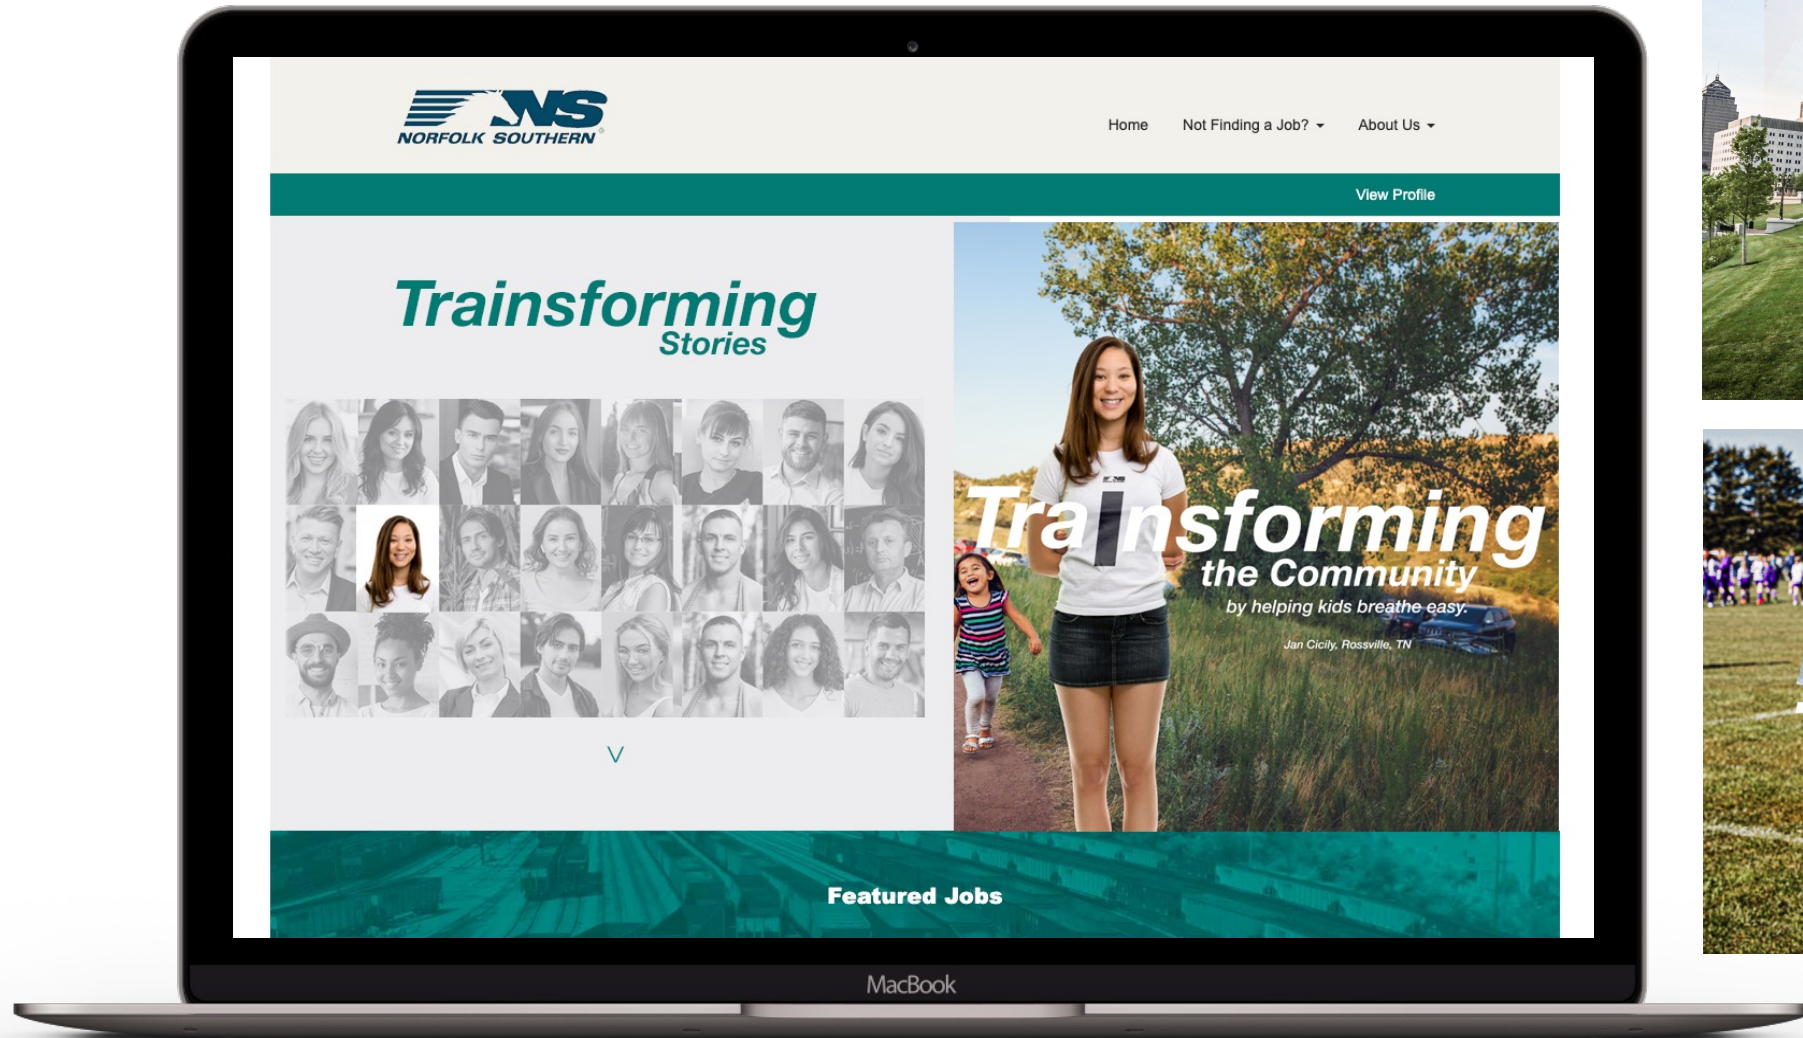 NS
NORFOLK SOUTHERN®
Home
Not Finding a Job?
About Us
View Profile
Trainsforming
Stories
NS
Trainsforming
the Community
by helping kids breathe easy.
Jan Cicily, Rossville, TN
Featured Jobs
MacBook